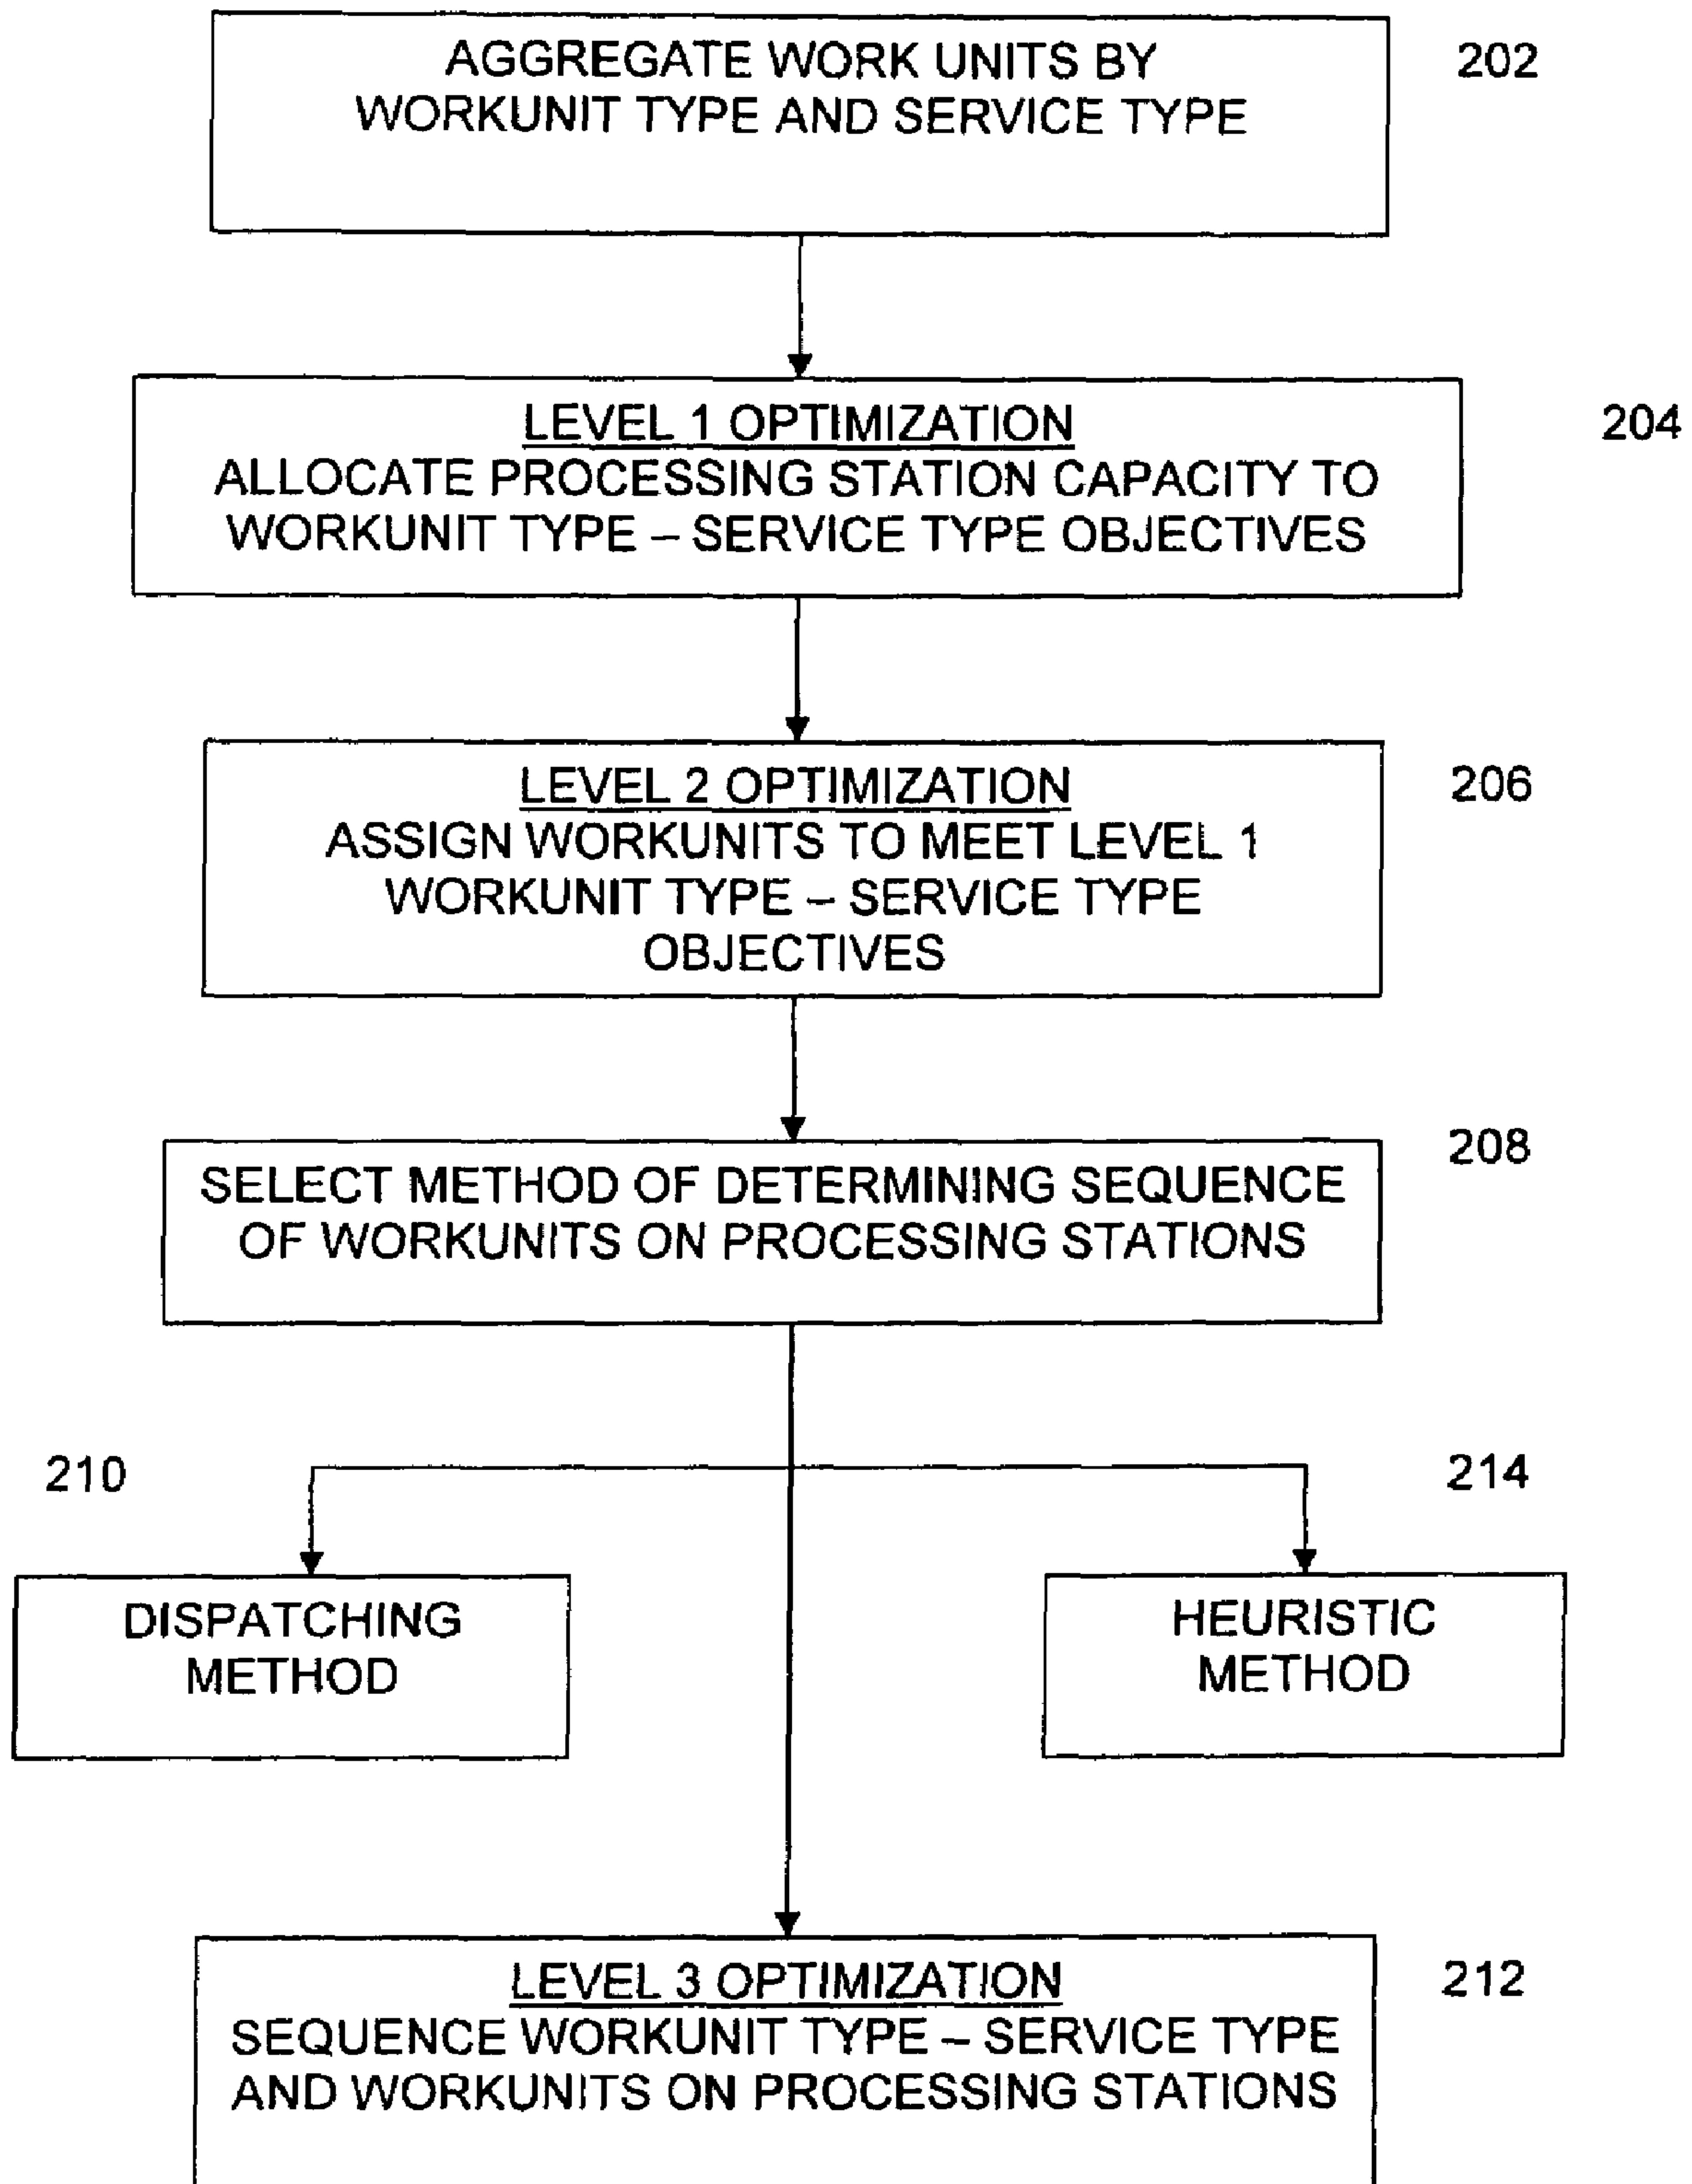 AGGREGATE WORK UNITS BY
WORKUNIT TYPE AND SERVICE TYPE
202
LEVEL 1 OPTIMIZATION
ALLOCATE PROCESSING STATION CAPACITY TO
WORKUNIT TYPE – SERVICE TYPE OBJECTIVES
204
LEVEL 2 OPTIMIZATION
ASSIGN WORKUNITS TO MEET LEVEL 1
WORKUNIT TYPE – SERVICE TYPE
OBJECTIVES
206
SELECT METHOD OF DETERMINING SEQUENCE
OF WORKUNITS ON PROCESSING STATIONS
208
210
DISPATCHING
METHOD
214
HEURISTIC
METHOD
LEVEL 3 OPTIMIZATION
SEQUENCE WORKUNIT TYPE – SERVICE TYPE
AND WORKUNITS ON PROCESSING STATIONS
212